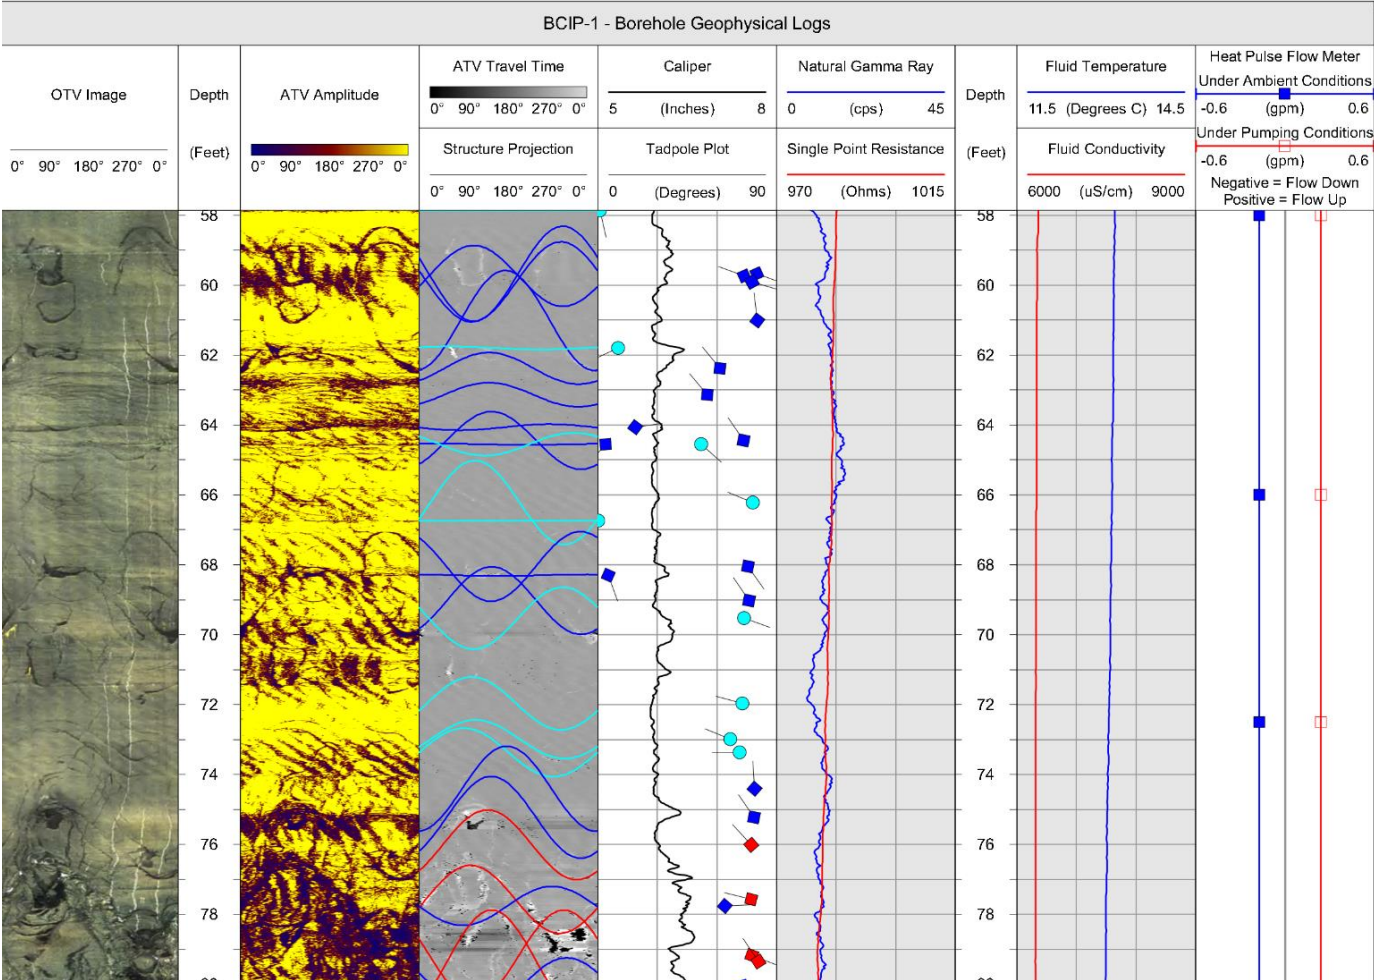 BCIP-1 - Borehole Geophysical Logs
OTV Image
0° 90° 180° 270° 0°
Depth
(Feet)
ATV Amplitude
0° 90° 180° 270° 0°
ATV Travel Time
0° 90° 180° 270° 0°
Structure Projection
0° 90° 180° 270° 0°
Caliper
5 (Inches) 8
Tadpole Plot
0 (Degrees) 90
Natural Gamma Ray
0 (cps) 45
Single Point Resistance
970 (Ohms) 1015
Depth
(Feet)
Fluid Temperature
11.5 (Degrees C) 14.5
Fluid Conductivity
6000 (uS/cm) 9000
Heat Pulse Flow Meter
Under Ambient Conditions
-0.6 (gpm) 0.6
Under Pumping Conditions
-0.6 (gpm) 0.6
Negative = Flow Down
Positive = Flow Up
58 58
60 60
62 62
64 64
66 66
68 68
70 70
72 72
74 74
76 76
78 78